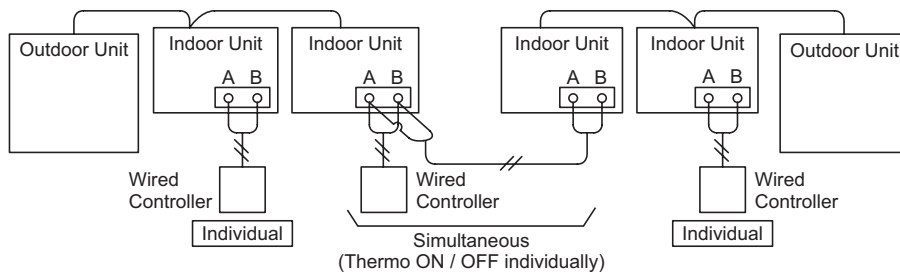 Outdoor Unit
Indoor Unit
Indoor Unit
Indoor Unit
Indoor Unit
Outdoor Unit
A B
A B
A B
A B
Wired
Controller
Wired
Controller
Wired
Controller
Individual
Simultaneous
(Thermo ON / OFF individually)
Individual